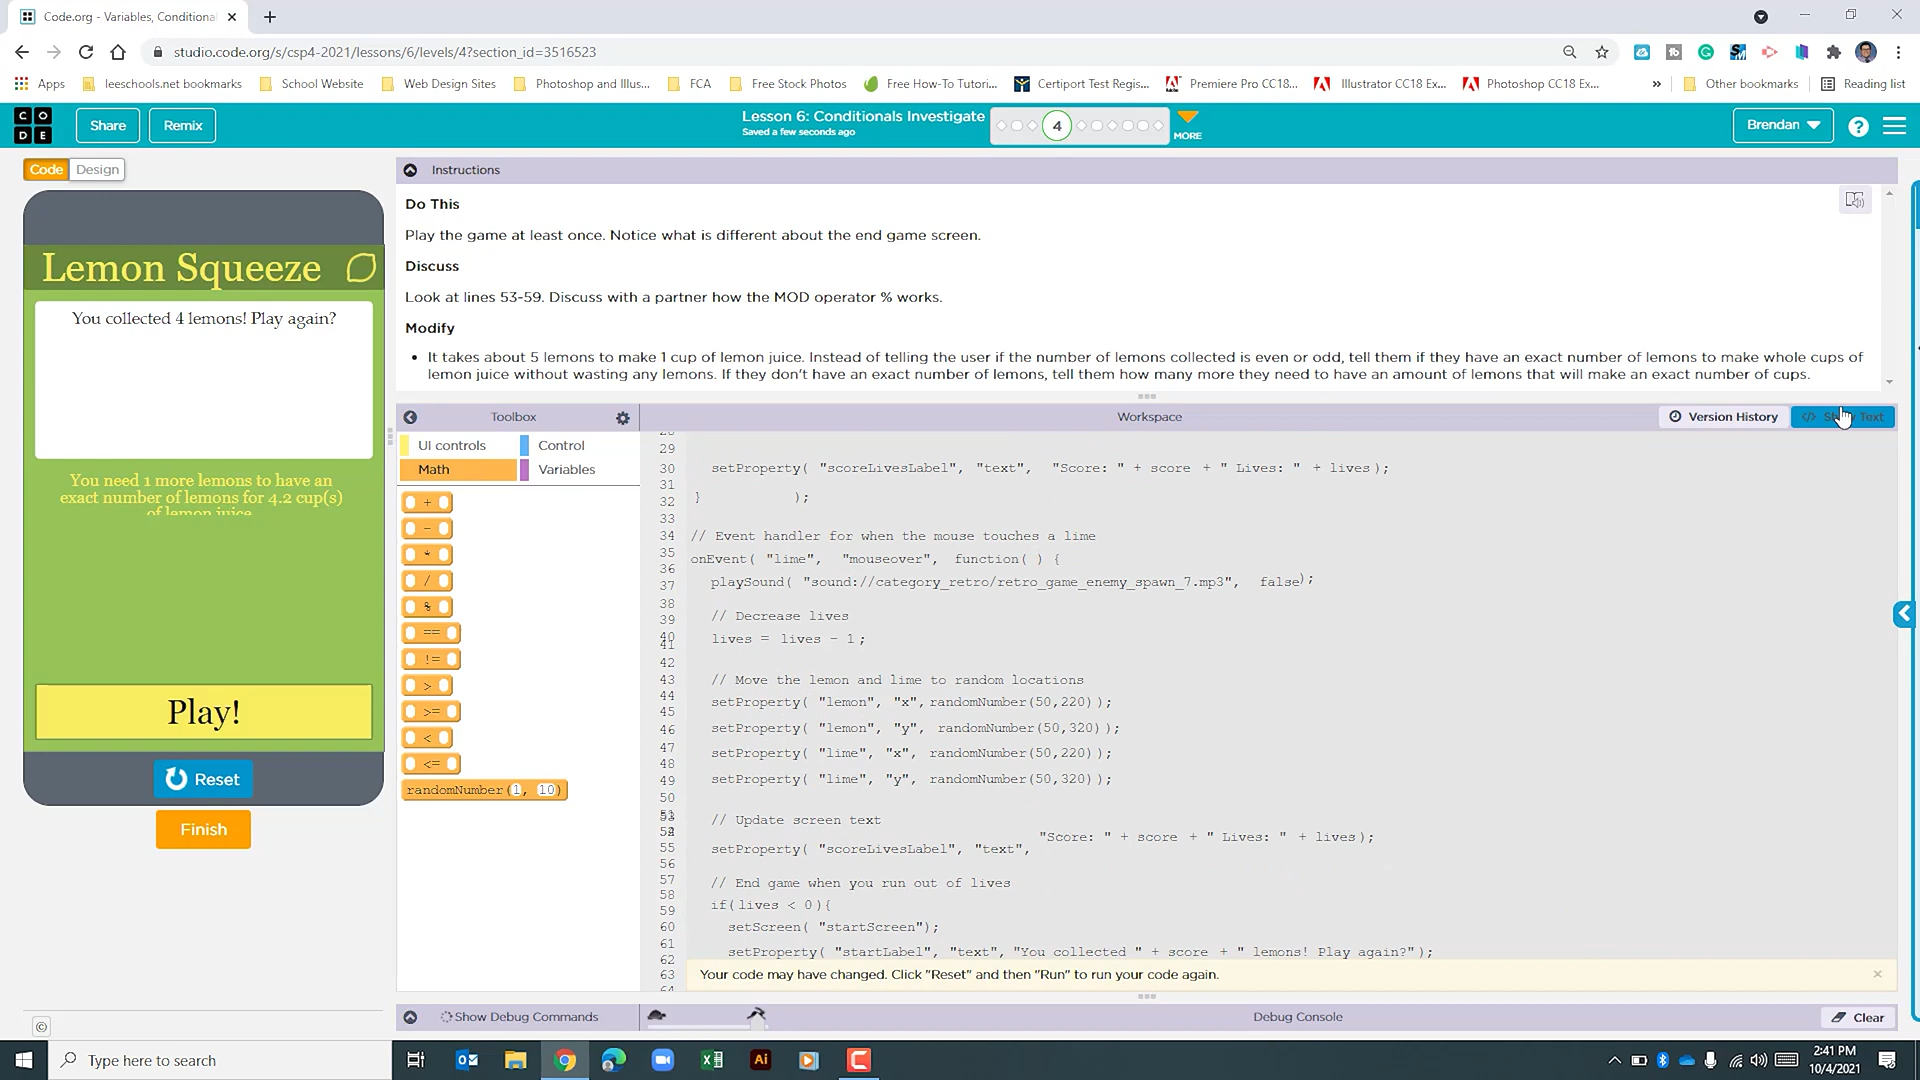 Code.org - Variables, Conditiona
studio.code.org/s/csp4-2021/lessons/6/levels/4?section_id=3516523
Apps leeschools.net bookmarks School Website Web Design Sites Photoshop and Illus... FCA Free Stock Photos Free How-To Tutori... Certiport Test Regis... Premiere Pro CC18... Illustrator CC18 Ex... Photoshop CC18 Ex... » Other bookmarks Reading list
CODE Share Remix Lesson 6: Conditionals Investigate 4 MORE Brendan ?
Saved a few seconds ago
Code Design
Instructions
Do This
Play the game at least once. Notice what is different about the end game screen.
Discuss
Look at lines 53-59. Discuss with a partner how the MOD operator % works.
Modify
• It takes about 5 lemons to make 1 cup of lemon juice. Instead of telling the user if the number of lemons collected is even or odd, tell them if they have an exact number of lemons to make whole cups of
lemon juice without wasting any lemons. If they don't have an exact number of lemons, tell them how many more they need to have an amount of lemons that will make an exact number of cups.
Lemon Squeeze
You collected 4 lemons! Play again?
You need 1 more lemons to have an
exact number of lemons for 4.2 cup(s)
of lemon juice
Play!
Reset
Finish
Toolbox Workspace Version History Text
UI controls Control
Math Variables
+
-
*
/
%
==
!=
>
>=
<
<=
randomNumber(1, 10)
29
30 setProperty( "scoreLivesLabel", "text", "Score: " + score + " Lives: " + lives );
31
32 } );
33
34 // Event handler for when the mouse touches a lime
35 onEvent( "lime", "mouseover", function( ) {
36
37 playSound( "sound://category_retro/retro_game_enemy_spawn_7.mp3", false);
38
39 // Decrease lives
40 lives = lives - 1 ;
41
42
43 // Move the lemon and lime to random locations
44 setProperty( "lemon", "x", randomNumber(50,220) );
45
46 setProperty( "lemon", "y", randomNumber(50,320) );
47
48 setProperty( "lime", "x", randomNumber(50,220) );
49 setProperty( "lime", "y", randomNumber(50,320) );
50
// Update screen text
"Score: " + score + " Lives: " + lives );
55 setProperty( "scoreLivesLabel", "text",
56
57 // End game when you run out of lives
58
59 if( lives < 0 ){
60 setScreen( "startScreen");
61
62 setProperty( "startLabel", "text", "You collected " + score + " lemons! Play again?" );
63 Your code may have changed. Click "Reset" and then "Run" to run your code again. ×
Show Debug Commands Debug Console Clear
Type here to search
2:41 PM
10/4/2021